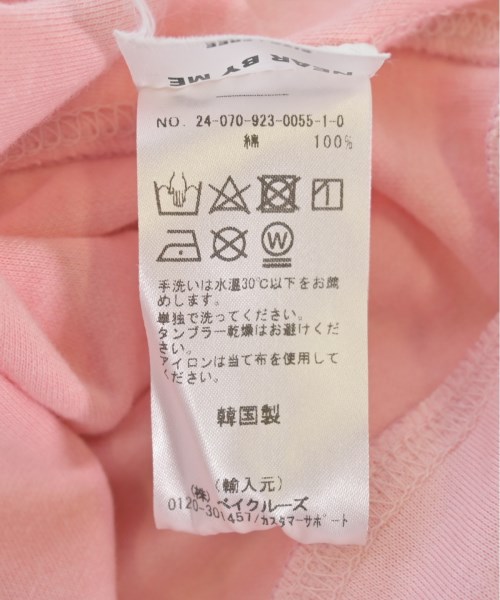 NEAR BY ME
NO. 24-070-923-0055-1-0
綿 100%
W
手洗いは水温30℃以下をお薦
めします。
単独で洗ってください。
タンブラー乾燥はお避けくだ
さい。
アイロンは当て布を使用して
ください。
韓国製
(輸入元)
(株)ベイクルーズ
0120-301457/カスタマーサポート